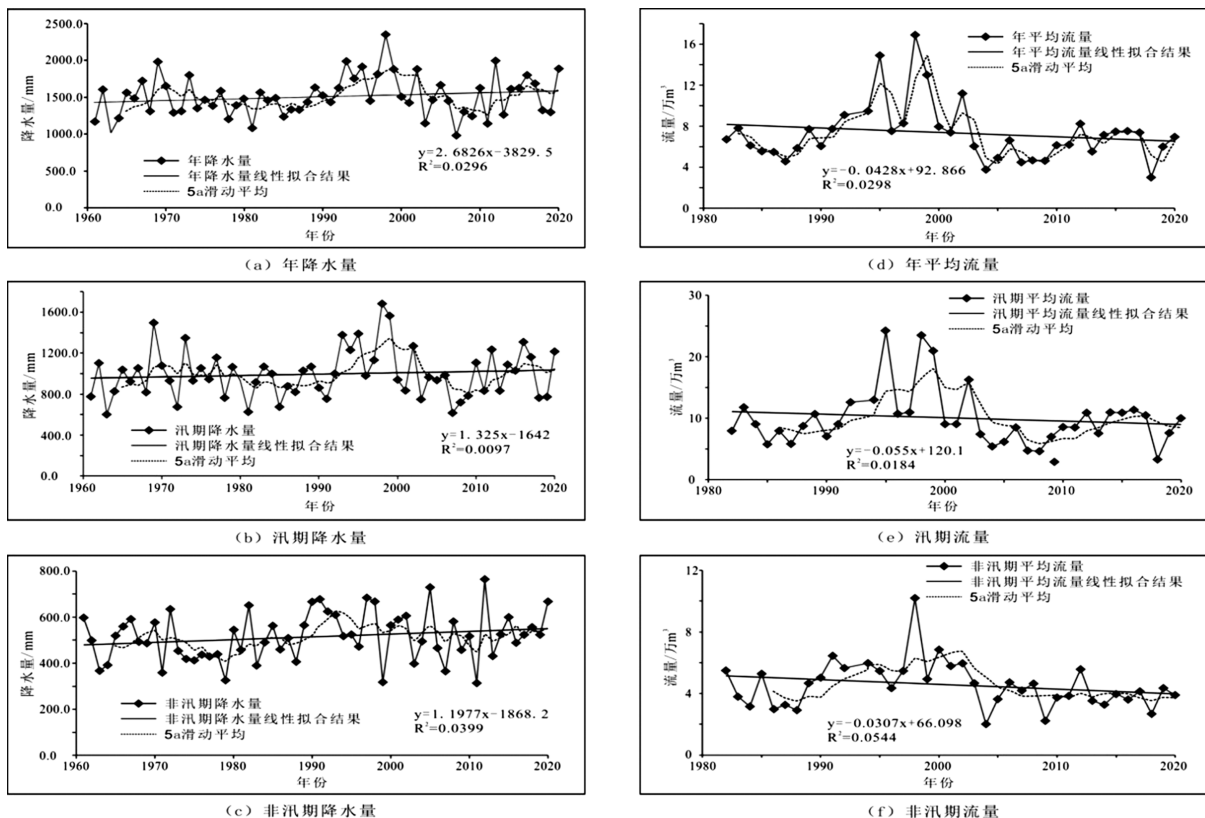 2500.0
2000.0
1500.0
1000.0
500.0
0.0
降水量/mm
年降水量
年降水量线性拟合结果
5a滑动平均
y=2.6826x-3829.5
R²=0.0296
1960 1970 1980 1990 2000 2010 2020
年份
(a) 年降水量
1600.0
1200.0
800.0
400.0
0.0
降水量/mm
汛期降水量
汛期降水量线性拟合结果
5a滑动平均
y=1.325x-1642
R²=0.0097
1960 1970 1980 1990 2000 2010 2020
年份
(b) 汛期降水量
800.0
600.0
400.0
200.0
0.0
降水量/mm
非汛期降水量
非汛期降水量线性拟合结果
5a滑动平均
y=1.1977x-1868.2
R²=0.0399
1960 1970 1980 1990 2000 2010 2020
年份
(c) 非汛期降水量
16
12
8
4
0
流量/万m³
年平均流量
年平均流量线性拟合结果
5a滑动平均
y=-0.0428x+92.866
R²=0.0298
1980 1990 2000 2010 2020
年份
(d) 年平均流量
30
20
10
0
流量/万m³
汛期平均流量
汛期平均流量线性拟合结果
5a滑动平均
y=-0.055x+120.1
R²=0.0184
1980 1990 2000 2010 2020
年份
(e) 汛期流量
12
8
4
0
流量/万m³
非汛期平均流量
非汛期平均流量线性拟合结果
5a滑动平均
y=-0.0307x+66.098
R²=0.0544
1980 1990 2000 2010 2020
年份
(f) 非汛期流量